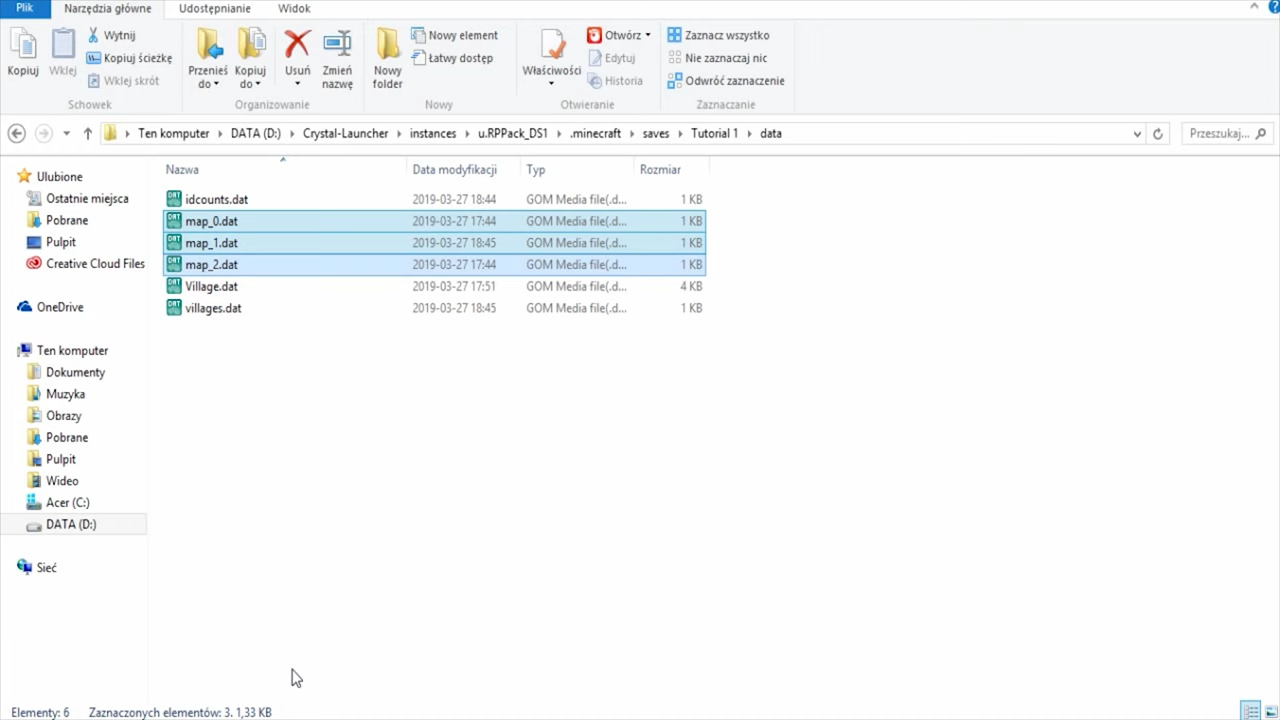 Plik Narzędzia główne Udostępnianie Widok
Kopiuj Wklej Wytnij Przenieś do Kopiuj do Usuń Zmień nazwę Nowy folder Nowy element Właściwości Otwórz Zaznacz wszystko
Kopiuj ścieżkę Łatwy dostęp Edytuj Nie zaznaczaj nic
Wklej skrót Historia Odwróć zaznaczenie
Schowek Organizowanie Nowy Otwieranie Zaznaczanie
Ten komputer DATA (D:) Crystal-Launcher instances u.RPPack_DS1 .minecraft saves Tutorial 1 data Przeszukaj...
Nazwa Data modyfikacji Typ Rozmiar
idcounts.dat 2019-03-27 18:44 GOM Media file(.d... 1 KB
map_0.dat 2019-03-27 17:44 GOM Media file(.d... 1 KB
map_1.dat 2019-03-27 18:45 GOM Media file(.d... 1 KB
map_2.dat 2019-03-27 17:44 GOM Media file(.d... 1 KB
Village.dat 2019-03-27 17:51 GOM Media file(.d... 4 KB
villages.dat 2019-03-27 18:45 GOM Media file(.d... 1 KB
Ulubione
Ostatnie miejsca
Pobrane
Pulpit
Creative Cloud Files
OneDrive
Ten komputer
Dokumenty
Muzyka
Obrazy
Pobrane
Pulpit
Wideo
Acer (C:)
DATA (D:)
Sieć
Elementy: 6 Zaznaczonych elementów: 3. 1,33 KB